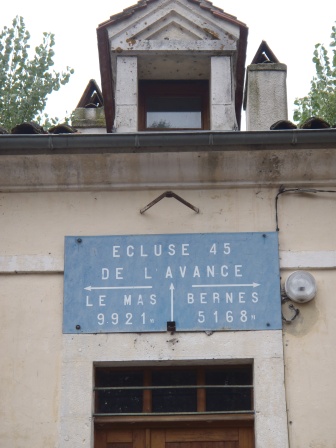 ECLUSE 45
DE L'AVANCE
LE MAS BERNES
9921M 5168M